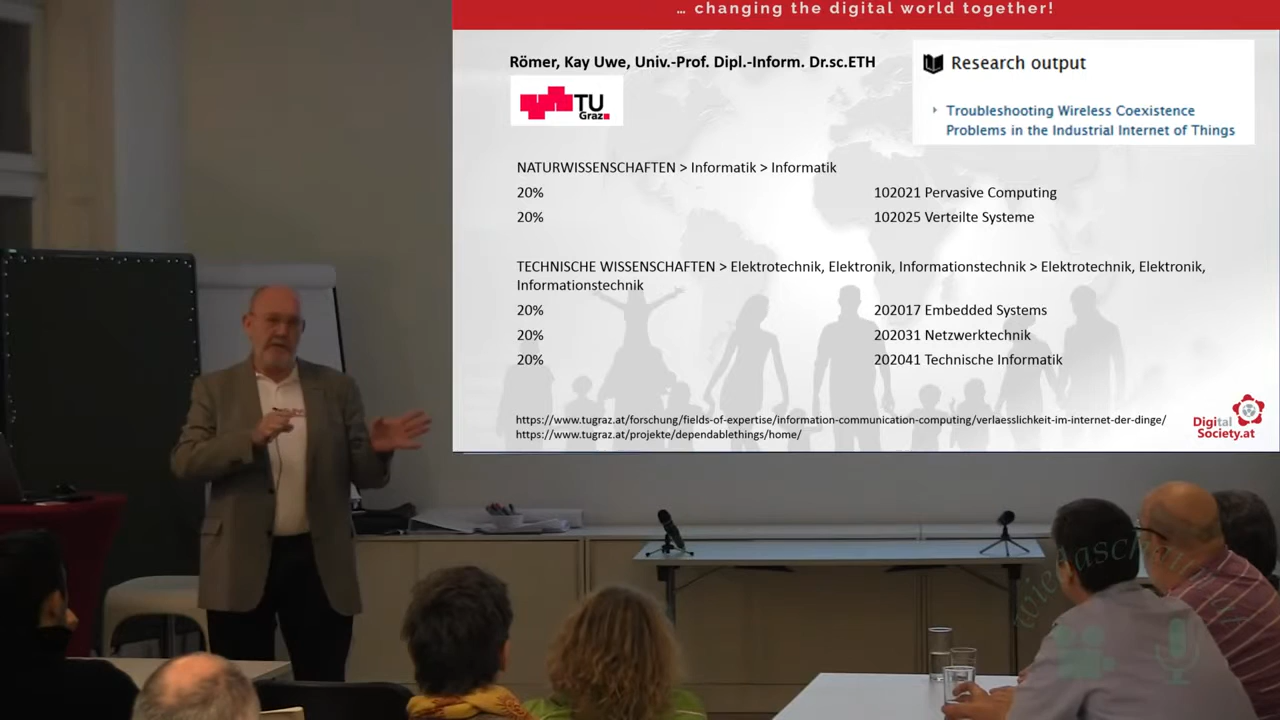 … changing the digital world together!
Römer, Kay Uwe, Univ.-Prof. Dipl.-Inform. Dr.sc.ETH
TU
Graz
Research output
Troubleshooting Wireless Coexistence
Problems in the Industrial Internet of Things
NATURWISSENSCHAFTEN > Informatik > Informatik
20% 102021 Pervasive Computing
20% 102025 Verteilte Systeme
TECHNISCHE WISSENSCHAFTEN > Elektrotechnik, Elektronik, Informationstechnik > Elektrotechnik, Elektronik,
Informationstechnik
20% 202017 Embedded Systems
20% 202031 Netzwerktechnik
20% 202041 Technische Informatik
https://www.tugraz.at/forschung/fields-of-expertise/information-communication-computing/verlaesslichkeit-im-internet-der-dinge/
https://www.tugraz.at/projekte/dependablethings/home/
Digital
Society.at